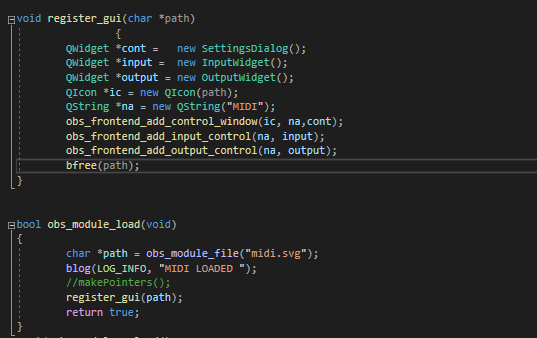 void register_gui(char *path)
{
QWidget *cont =   new SettingsDialog();
QWidget *input =  new InputWidget();
QWidget *output = new OutputWidget();
QIcon *ic = new QIcon(path);
QString *na = new QString("MIDI");
obs_frontend_add_control_window(ic, na,cont);
obs_frontend_add_input_control(na, input);
obs_frontend_add_output_control(na, output);
bfree(path);
}
bool obs_module_load(void)
{
char *path = obs_module_file("midi.svg");
blog(LOG_INFO, "MIDI LOADED ");
//makePointers();
register_gui(path);
return true;
}